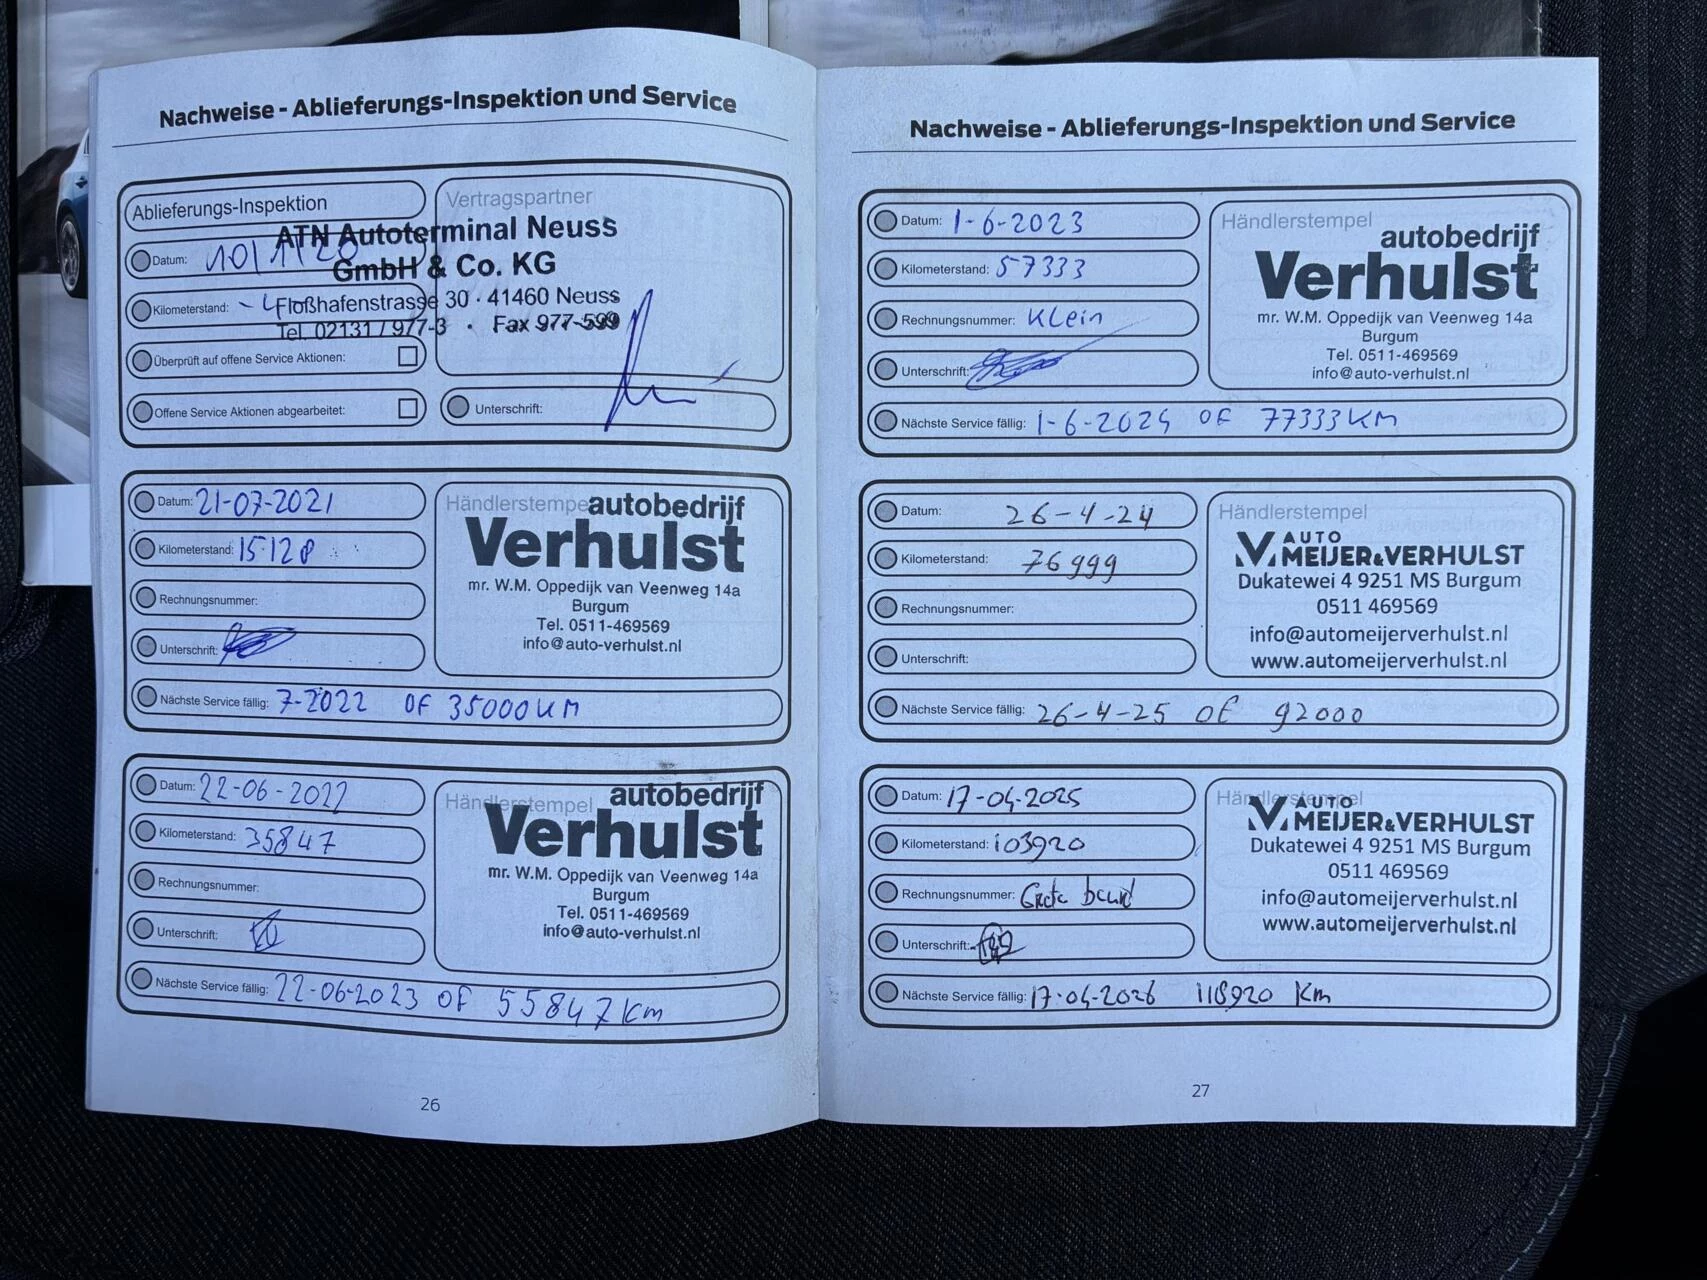 Nachweise - Ablieferungs-Inspektion und Service
Ablieferungs-Inspektion
Vertragspartner
ATN Autoterminal Neuss
GmbH & Co. KG
Floßhafenstrasse 30 · 41460 Neuss
Tel. 02131 / 977-3 · Fax 977-599
Datum: 10/1/20
Kilometerstand:
Überprüft auf offene Service Aktionen:
Offene Service Aktionen abgearbeitet:
Unterschrift:
Datum: 21-07-2021
Kilometerstand: 15128
Rechnungsnummer:
Unterschrift:
Händlerstempel
autobedrijf
Verhulst
mr. W.M. Oppedijk van Veenweg 14a
Burgum
Tel. 0511-469569
info@auto-verhulst.nl
Nächste Service fällig: 7-2022 OF 35000KM
Datum: 22-06-2022
Kilometerstand: 35847
Rechnungsnummer:
Unterschrift:
Händlerstempel
autobedrijf
Verhulst
mr. W.M. Oppedijk van Veenweg 14a
Burgum
Tel. 0511-469569
info@auto-verhulst.nl
Nächste Service fällig: 22-06-2023 OF 55847 Km
26
Nachweise - Ablieferungs-Inspektion und Service
Datum: 1-6-2023
Kilometerstand: 57333
Rechnungsnummer: Klein
Unterschrift:
Händlerstempel
autobedrijf
Verhulst
mr. W.M. Oppedijk van Veenweg 14a
Burgum
Tel. 0511-469569
info@auto-verhulst.nl
Nächste Service fällig: 1-6-2024 OF 77333KM
Datum: 26-4-24
Kilometerstand: 76999
Rechnungsnummer:
Unterschrift:
Händlerstempel
AUTO
MEIJER&VERHULST
Dukatewei 4 9251 MS Burgum
0511 469569
info@automeijerverhulst.nl
www.automeijerverhulst.nl
Nächste Service fällig: 26-4-25 of 92000
Datum: 17-04-2025
Kilometerstand: 103920
Rechnungsnummer: Grote beurt
Unterschrift:
Händlerstempel
AUTO
MEIJER&VERHULST
Dukatewei 4 9251 MS Burgum
0511 469569
info@automeijerverhulst.nl
www.automeijerverhulst.nl
Nächste Service fällig: 17-04-2026 118920 Km
27